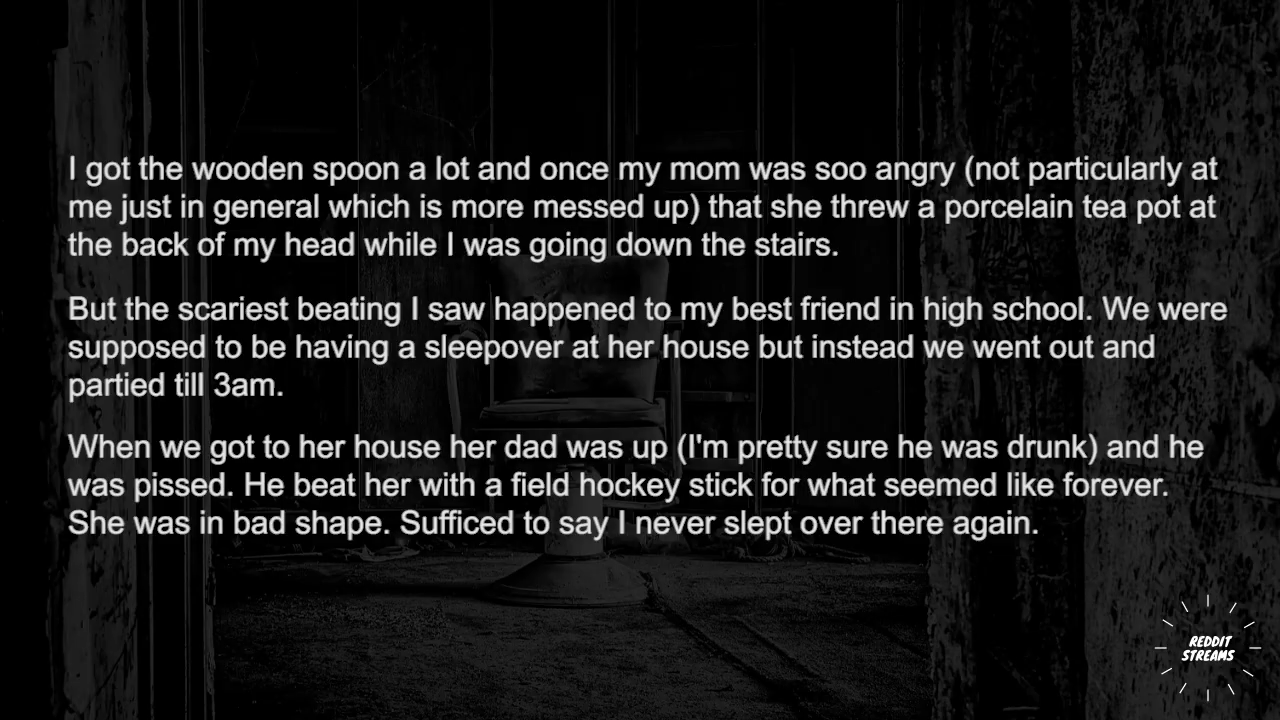 I got the wooden spoon a lot and once my mom was soo angry (not particularly at
me just in general which is more messed up) that she threw a porcelain tea pot at
the back of my head while I was going down the stairs.
But the scariest beating I saw happened to my best friend in high school. We were
supposed to be having a sleepover at her house but instead we went out and
partied till 3am.
When we got to her house her dad was up (I'm pretty sure he was drunk) and he
was pissed. He beat her with a field hockey stick for what seemed like forever.
She was in bad shape. Sufficed to say I never slept over there again.
REDDIT
STREAMS